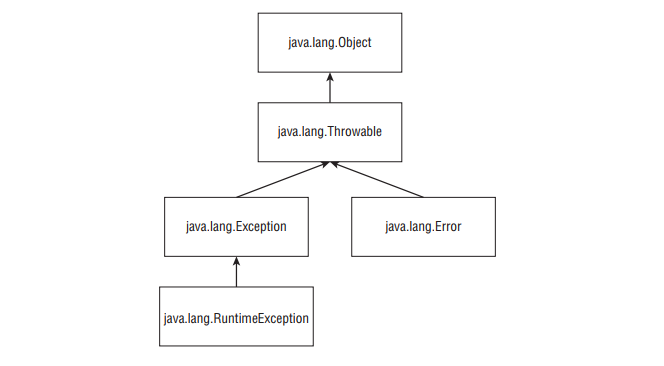 java.lang.Object
java.lang.Throwable
java.lang.Exception
java.lang.Error
java.lang.RuntimeException